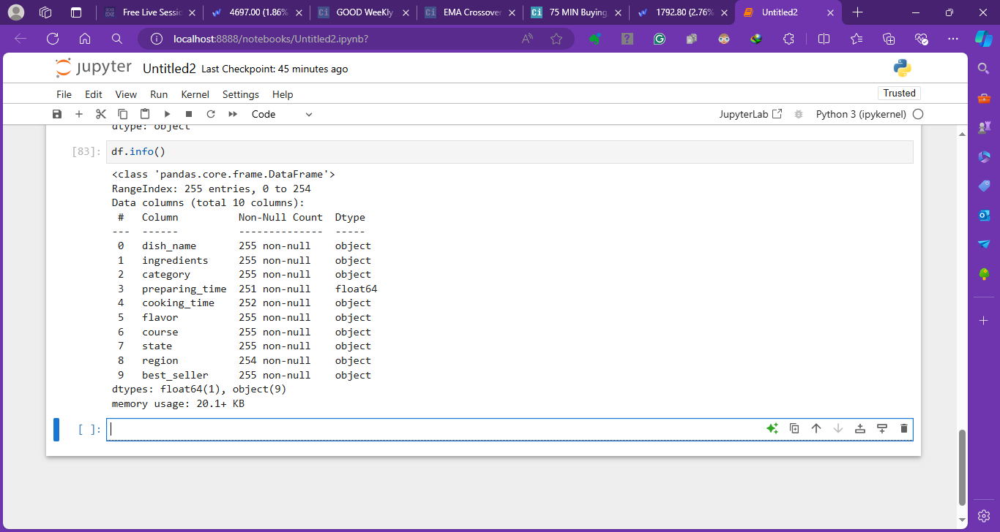 Free Live Sessio
4697.00 (1.86%
Ci GOOD WeeKly
Ci EMA Crossover
Ci 75 MIN Buying
1792.80 (2.76%
Untitled2
localhost:8888/notebooks/Untitled2.ipynb?
jupyter Untitled2 Last Checkpoint: 45 minutes ago
File Edit View Run Kernel Settings Help
Trusted
Code
JupyterLab
Python 3 (ipykernel)
dtype: object
[83]: df.info()
<class 'pandas.core.frame.DataFrame'>
RangeIndex: 255 entries, 0 to 254
Data columns (total 10 columns):
# Column Non-Null Count Dtype
--- ------ -------------- -----
0 dish_name 255 non-null object
1 ingredients 255 non-null object
2 category 255 non-null object
3 preparing_time 251 non-null float64
4 cooking_time 252 non-null object
5 flavor 255 non-null object
6 course 255 non-null object
7 state 255 non-null object
8 region 254 non-null object
9 best_seller 255 non-null object
dtypes: float64(1), object(9)
memory usage: 20.1+ KB
[ ]: